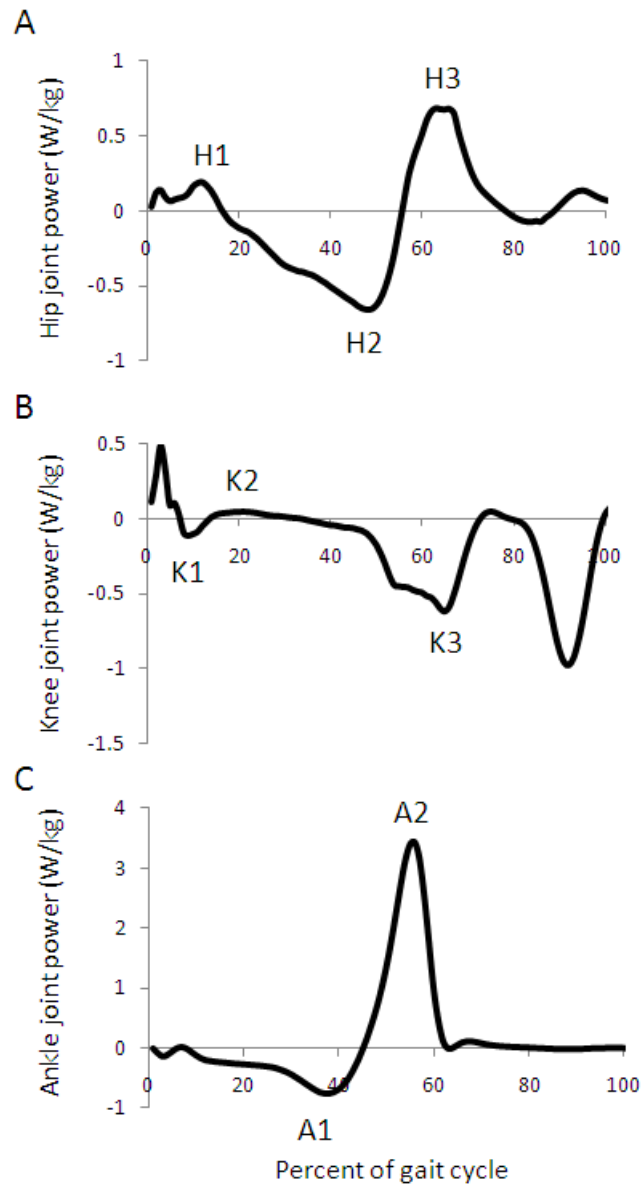 A
Hip joint power (W/kg)
1
0.5
0
-0.5
-1
0 20 40 60 80 100
H1
H2
H3
B
Knee joint power (W/kg)
0.5
0
-0.5
-1
-1.5
0 20 40 60 80 100
K1
K2
K3
C
Ankle joint power (W/kg)
4
3
2
1
0
-1
0 20 40 60 80 100
A1
A2
Percent of gait cycle